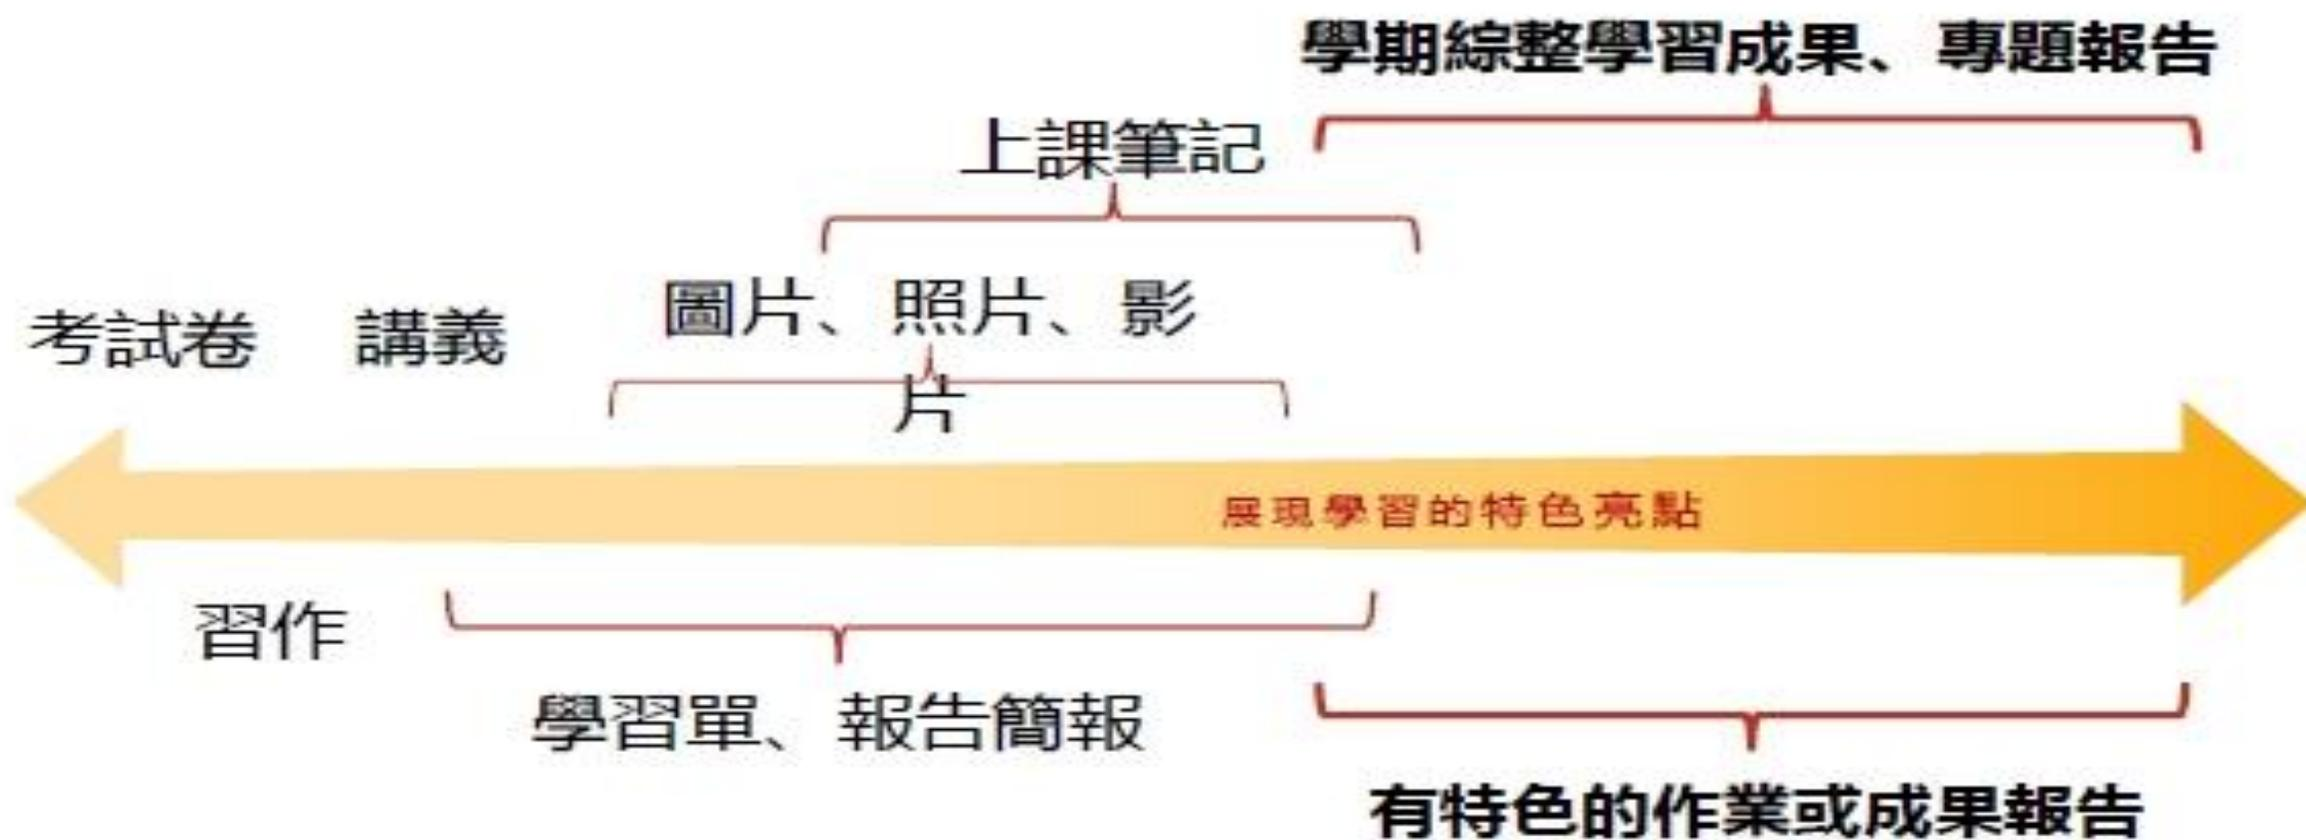 學期綜整學習成果、專題報告
上課筆記
圖片、照片、影
片
考試卷
講義
展現學習的特色亮點
習作
學習單、報告簡報
有特色的作業或成果報告